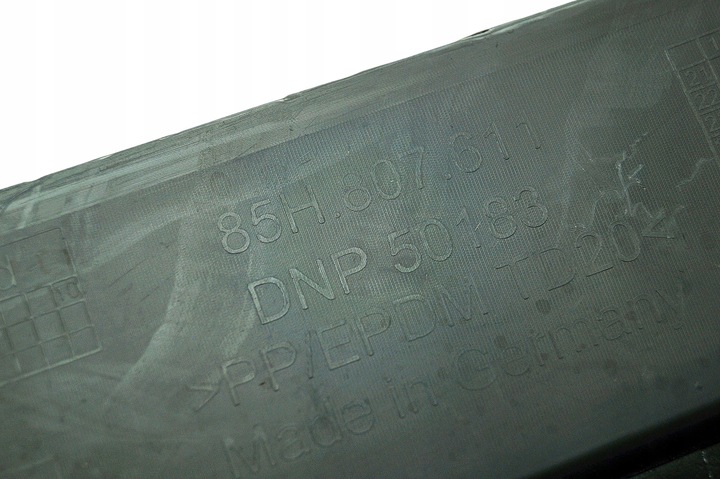 85H.807.611
DNP 50183
>PP/EPDM TD20<
Made in Germany